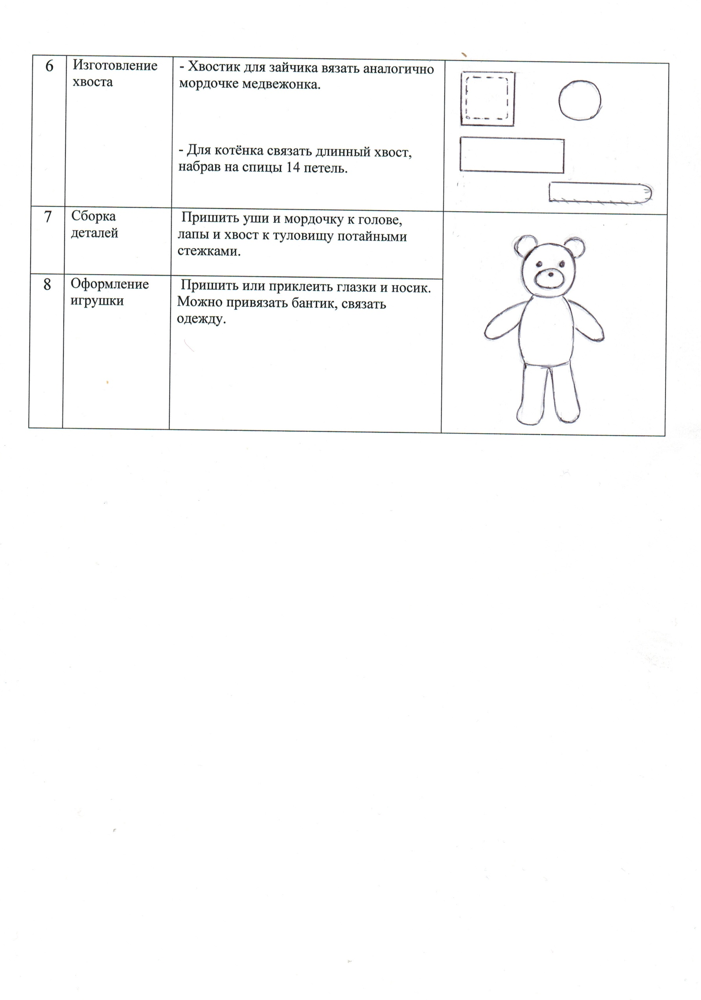 6
Изготовление
хвоста
- Хвостик для зайчика вязать аналогично
мордочке медвежонка.
- Для котёнка связать длинный хвост,
набрав на спицы 14 петель.
7
Сборка
деталей
Пришить уши и мордочку к голове,
лапы и хвост к туловищу потайными
стежками.
8
Оформление
игрушки
Пришить или приклеить глазки и носик.
Можно привязать бантик, связать
одежду.